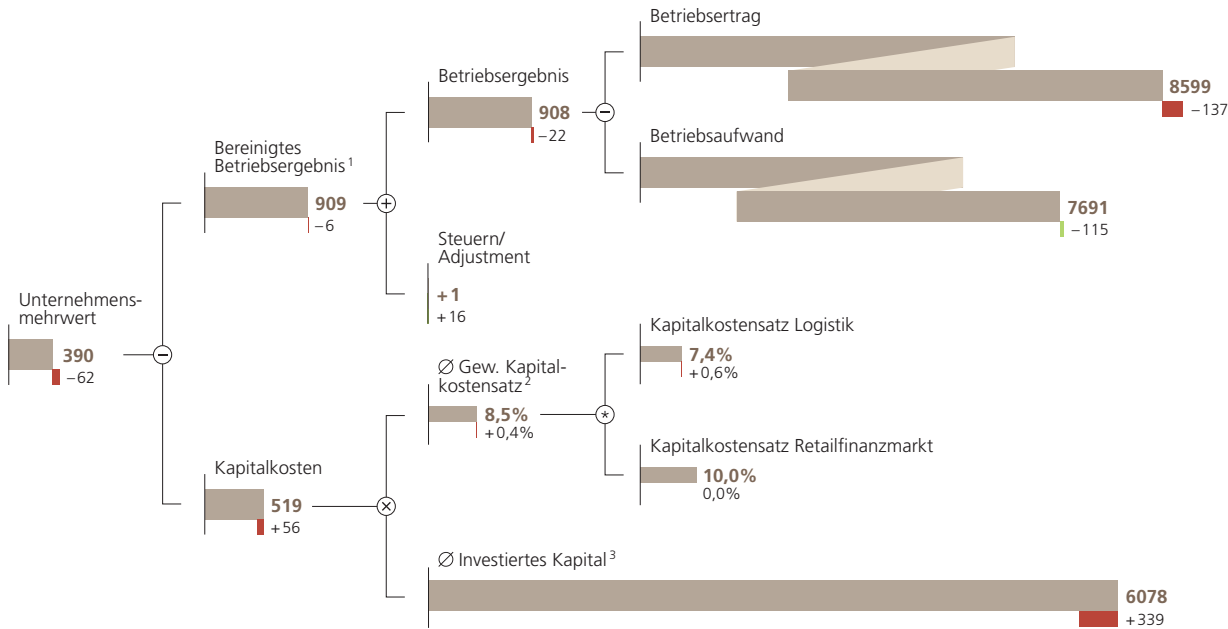 Betriebsertrag
8599
–137
Betriebsergebnis
908
–22
–
Betriebsaufwand
7691
–115
Bereinigtes
Betriebsergebnis 1
909
–6
+
Steuern/
Adjustment
+1
+16
Unternehmens-
mehrwert
390
–62
–
Kapitalkostensatz Logistik
7,4%
+0,6%
∅ Gew. Kapital-
kostensatz 2
8,5%
+0,4%
*
Kapitalkostensatz Retailfinanzmarkt
10,0%
0,0%
Kapitalkosten
519
+56
×
∅ Investiertes Kapital 3
6078
+339